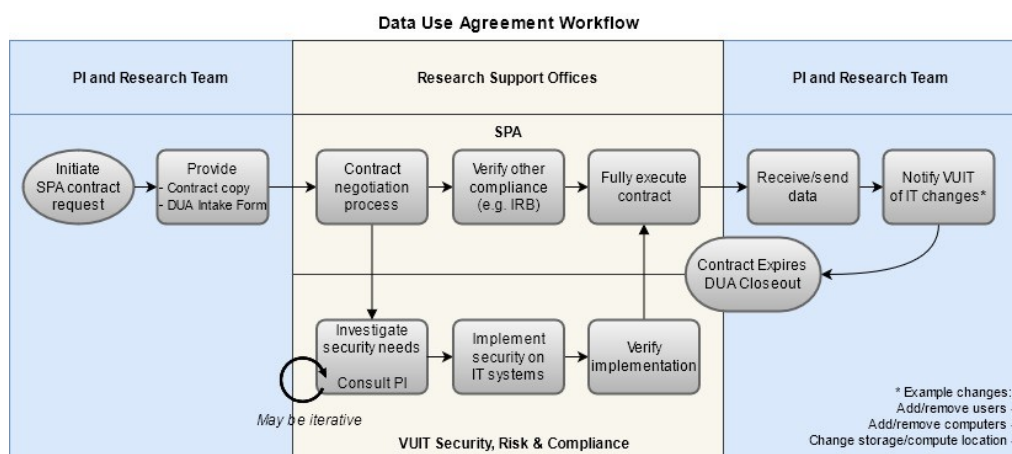 Data Use Agreement Workflow
PI and Research Team
Research Support Offices
PI and Research Team
SPA
Initiate
SPA contract
request
Provide
- Contract copy
- DUA Intake Form
Contract
negotiation
process
Verify other
compliance
(e.g. IRB)
Fully execute
contract
Receive/send
data
Notify VUIT
of IT changes*
Contract Expires
DUA Closeout
Investigate
security needs
Consult PI
May be iterative
Implement
security on
IT systems
Verify
implementation
VUIT Security, Risk & Compliance
* Example changes:
Add/remove users -
Add/remove computers -
Change storage/compute location -